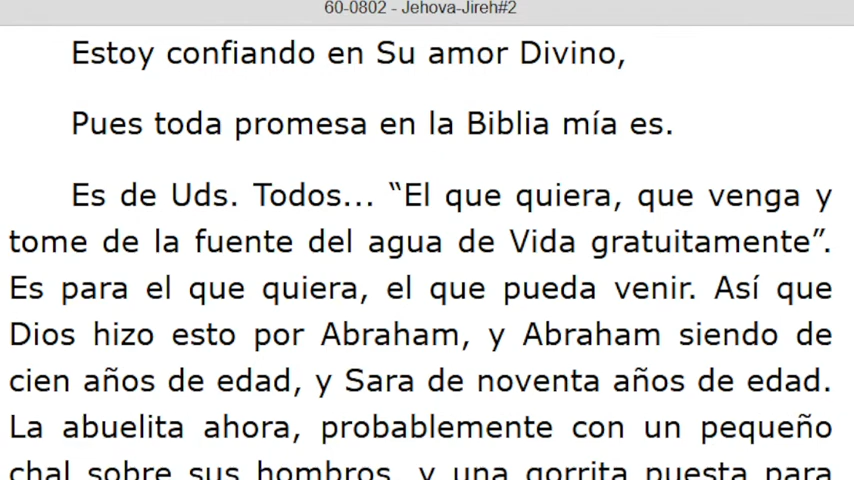 60-0802 - Jehova-Jireh#2
Estoy confiando en Su amor Divino,
Pues toda promesa en la Biblia mía es.
Es de Uds. Todos... “El que quiera, que venga y
tome de la fuente del agua de Vida gratuitamente”.
Es para el que quiera, el que pueda venir. Así que
Dios hizo esto por Abraham, y Abraham siendo de
cien años de edad, y Sara de noventa años de edad.
La abuelita ahora, probablemente con un pequeño
chal sobre sus hombros, y una gorrita puesta para